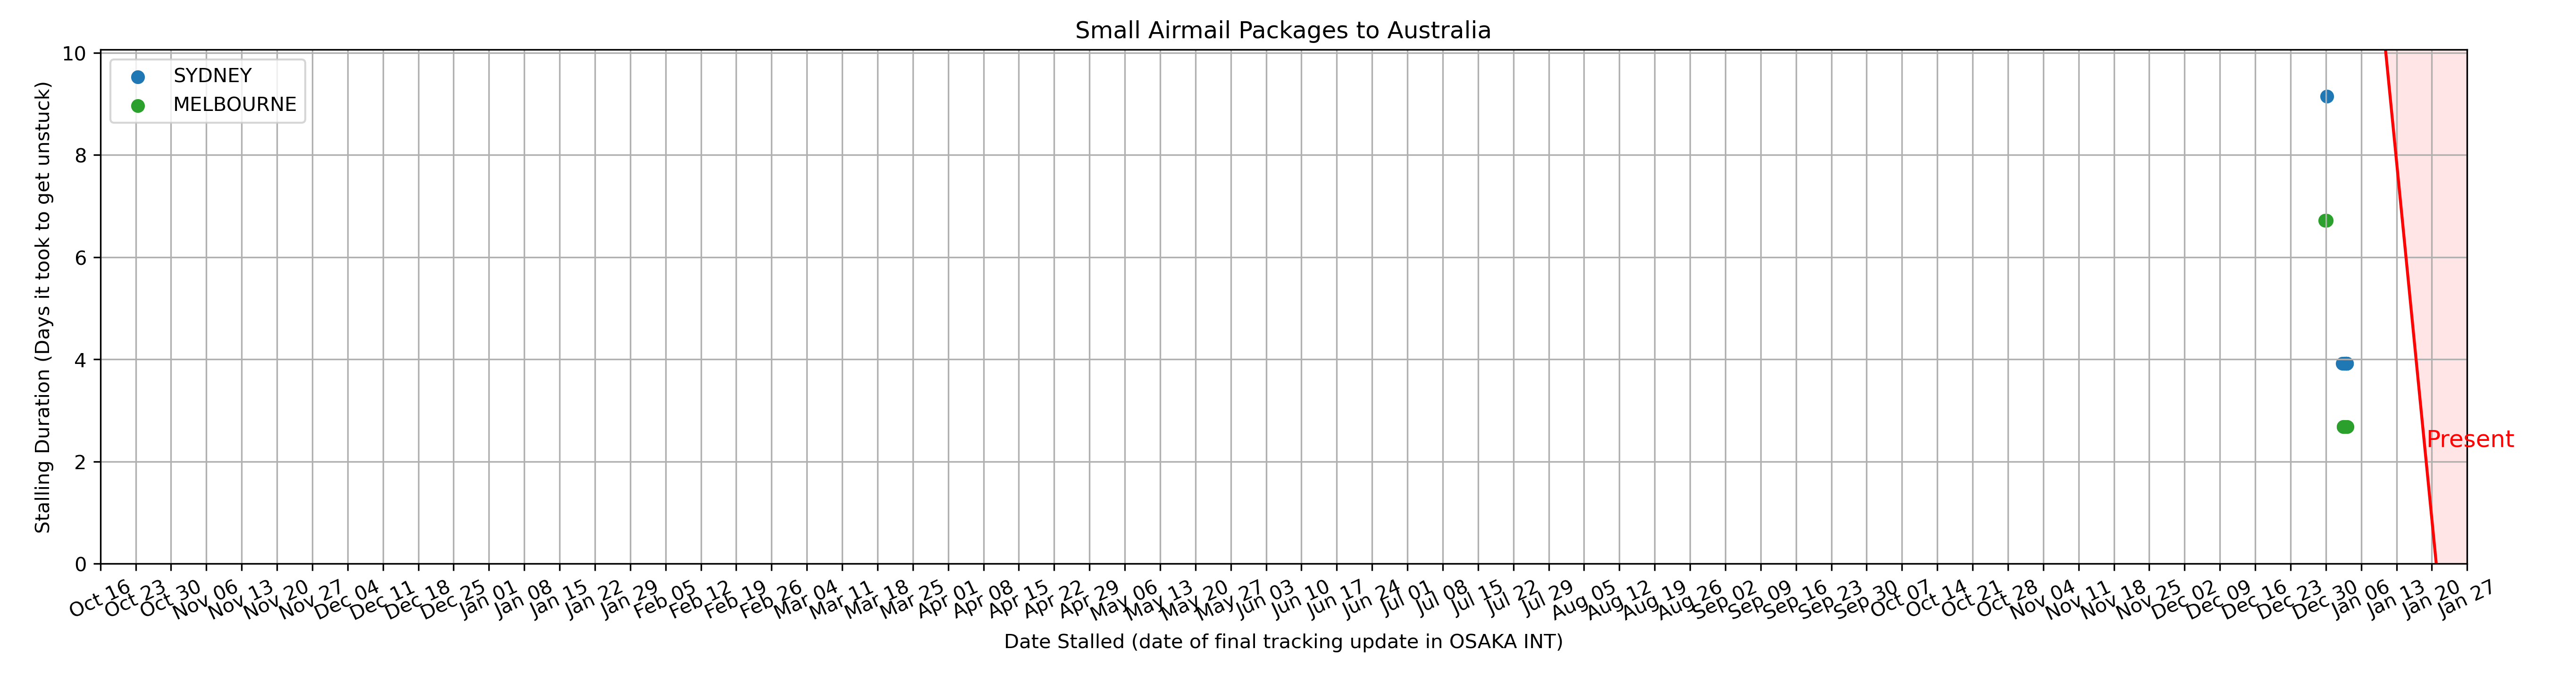 Small Airmail Packages to Australia
10
8
6
4
2
0
Stalling Duration (Days it took to get unstuck)
SYDNEY
MELBOURNE
Present
Oct 16
Oct 23
Oct 30
Nov 06
Nov 13
Nov 20
Nov 27
Dec 04
Dec 11
Dec 18
Dec 25
Jan 01
Jan 08
Jan 15
Jan 22
Jan 29
Feb 05
Feb 12
Feb 19
Feb 26
Mar 04
Mar 11
Mar 18
Mar 25
Apr 01
Apr 08
Apr 15
Apr 22
Apr 29
May 06
May 13
May 20
May 27
Jun 03
Jun 10
Jun 17
Jun 24
Jul 01
Jul 08
Jul 15
Jul 22
Jul 29
Aug 05
Aug 12
Aug 19
Aug 26
Sep 02
Sep 09
Sep 16
Sep 23
Sep 30
Oct 07
Oct 14
Oct 21
Oct 28
Nov 04
Nov 11
Nov 18
Nov 25
Dec 02
Dec 09
Dec 16
Dec 23
Dec 30
Jan 06
Jan 13
Jan 20
Jan 27
Date Stalled (date of final tracking update in OSAKA INT)